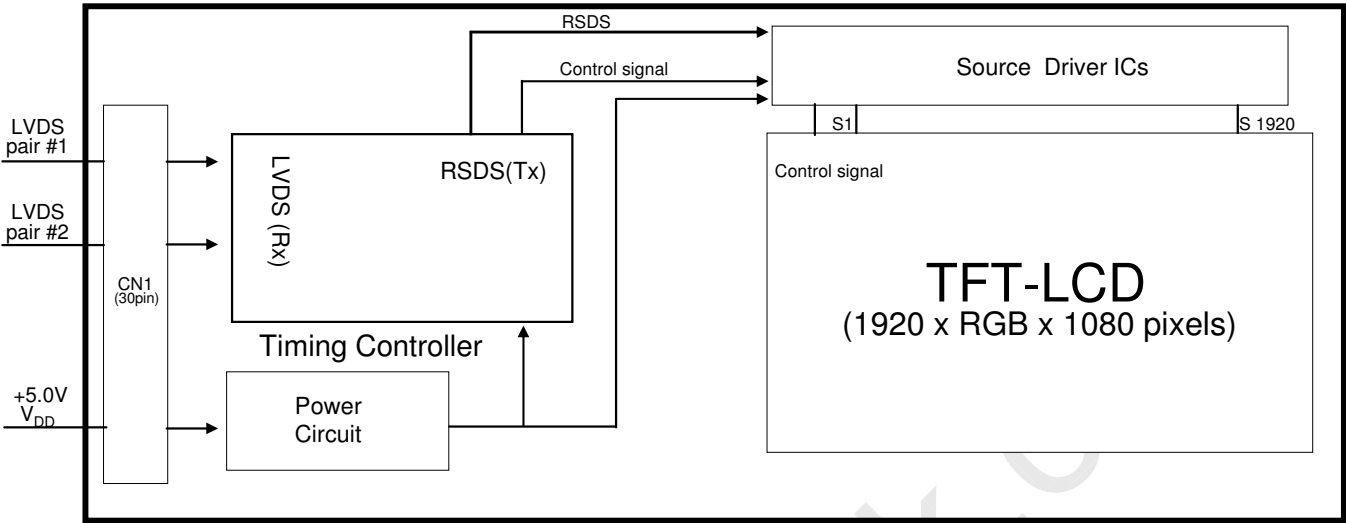 RSDS
Control signal
Source Driver ICs
S1
S 1920
LVDS
pair #1
LVDS
pair #2
CN1
(30pin)
LVDS (Rx)
RSDS(Tx)
Timing Controller
Control signal
TFT-LCD
(1920 x RGB x 1080 pixels)
+5.0V
VDD
Power
Circuit